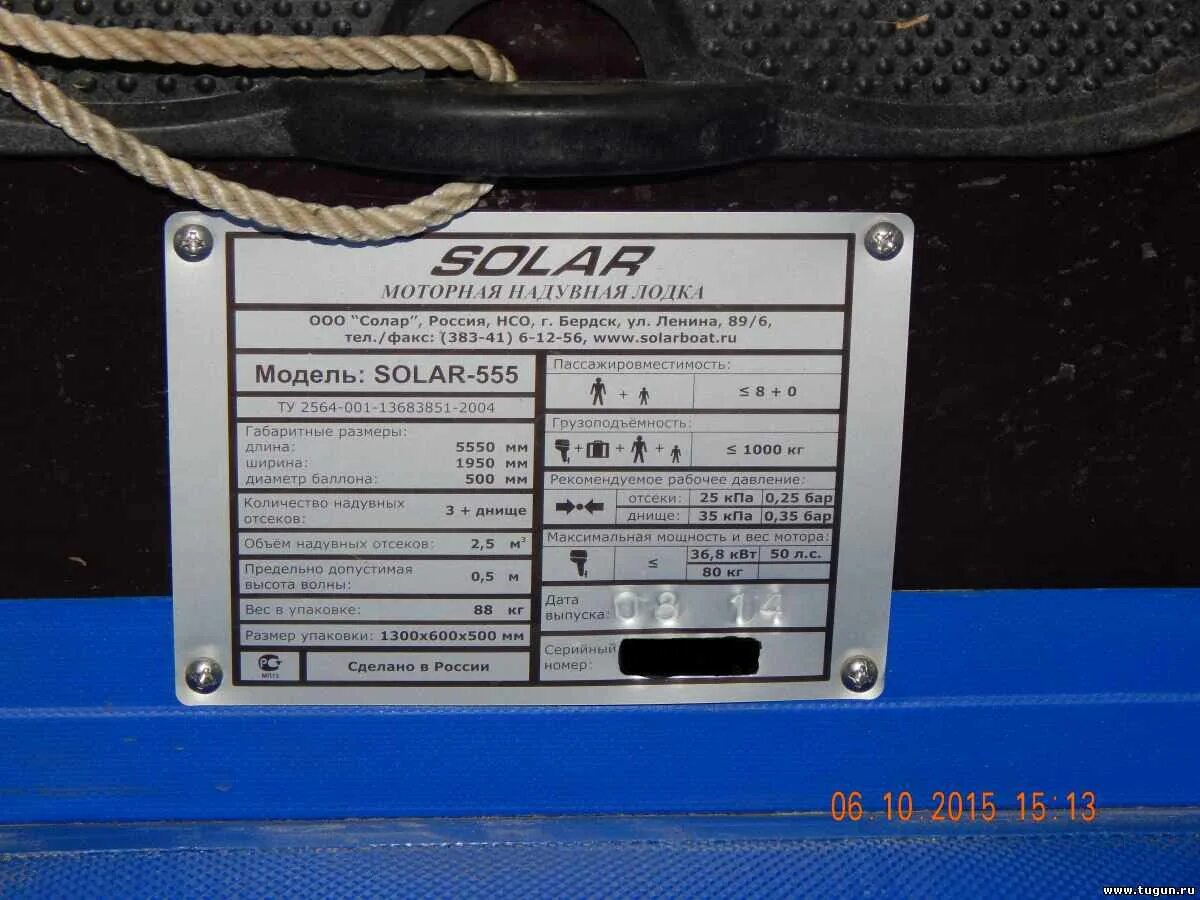 SOLAR
МОТОРНАЯ НАДУВНАЯ ЛОДКА
ООО "Солар", Россия, НСО, г. Бердск, ул. Ленина, 89/6,
тел./факс: (383-41) 6-12-56, www.solarboat.ru
Модель: SOLAR-555
ТУ 2564-001-13683851-2004
Габаритные размеры:
длина: 5550 мм
ширина: 1950 мм
диаметр баллона: 500 мм
Количество надувных
отсеков: 3 + днище
Объём надувных отсеков: 2,5 м³
Предельно допустимая
высота волны: 0,5 м
Вес в упаковке: 88 кг
Размер упаковки: 1300х600х500 мм
Сделано в России
Пассажировместимость:
+ ≤ 8 + 0
Грузоподъёмность:
+ + + ≤ 1000 кг
Рекомендуемое рабочее давление:
отсеки: 25 кПа 0,25 бар
днище: 35 кПа 0,35 бар
Максимальная мощность и вес мотора:
≤ 36,8 кВт 50 л.с.
80 кг
Дата
выпуска: 03 14
Серийный
номер:
06.10.2015 15:13
www.tugun.ru